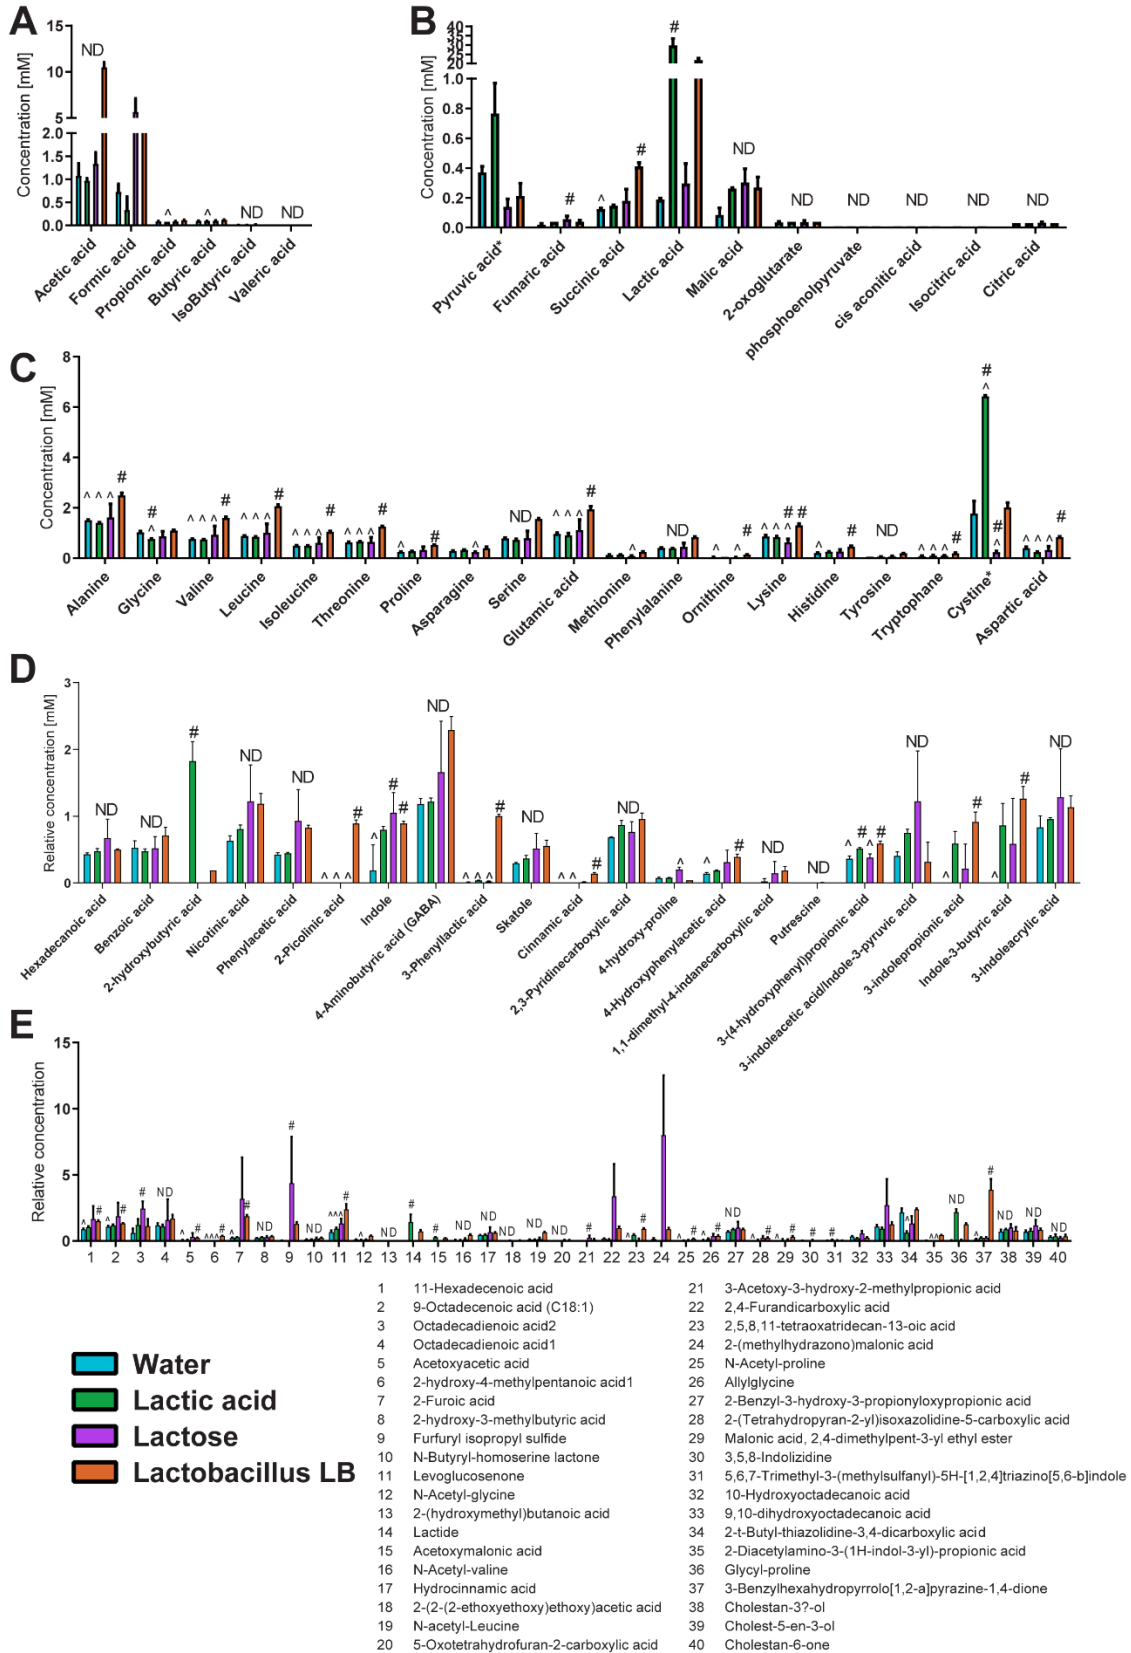 A
Concentration [mM]
15
10
5
2.0
1.5
1.0
0.5
0.0
ND
^
^
ND
ND
Acetic acid
Formic acid
Propionic acid
Butyric acid
IsoButyric acid
Valeric acid
B
Concentration [mM]
40
35
30
25
20
1.0
0.8
0.6
0.4
0.2
0.0
#
#
^
#
ND
ND
ND
ND
ND
ND
Pyruvic acid*
Fumaric acid
Succinic acid
Lactic acid
Malic acid
2-oxoglutarate
phosphoenolpyruvate
cis aconitic acid
Isocitric acid
Citric acid
C
Concentration [mM]
8
6
4
2
0
^ ^ ^ #
# ^
^ ^ ^ #
^ ^ ^ #
^ ^ ^ #
^ ^ ^ #
^ #
^
ND
^ ^ ^ #
^
ND
^ ^ #
^ ^ # ^ #
^ #
ND
^ ^ ^ #
# ^ # ^
^ ^ ^ #
Alanine
Glycine
Valine
Leucine
Isoleucine
Threonine
Proline
Asparagine
Serine
Glutamic acid
Methionine
Phenylalanine
Ornithine
Lysine
Histidine
Tyrosine
Tryptophane
Cystine*
Aspartic acid
D
Relative concentration [mM]
3
2
1
0
ND
ND
#
ND
ND
^ ^ ^ #
^ # #
ND
^ ^ ^ #
ND
^ ^ #
ND
^
^ #
ND
ND
^ # ^ #
ND
^ #
^ #
ND
Hexadecanoic acid
Benzoic acid
2-hydroxybutyric acid
Nicotinic acid
Phenylacetic acid
2-Picolinic acid
Indole
4-Aminobutyric acid (GABA)
3-Phenyllactic acid
Skatole
Cinnamic acid
2,3-Pyridinecarboxylic acid
4-hydroxy-proline
4-Hydroxyphenylacetic acid
1,1-dimethyl-4-indanecarboxylic acid
Putrescine
3-(4-hydroxyphenyl)propionic acid
3-indoleacetic acid/Indole-3-pyruvic acid
3-indolepropionic acid
Indole-3-butyric acid
3-Indoleacrylic acid
E
Relative concentration
15
10
5
0
1 2 3 4 5 6 7 8 9 10 11 12 13 14 15 16 17 18 19 20 21 22 23 24 25 26 27 28 29 30 31 32 33 34 35 36 37 38 39 40
Water
Lactic acid
Lactose
Lactobacillus LB
1 11-Hexadecenoic acid
2 9-Octadecenoic acid (C18:1)
3 Octadecadienoic acid2
4 Octadecadienoic acid1
5 Acetoxyacetic acid
6 2-hydroxy-4-methylpentanoic acid1
7 2-Furoic acid
8 2-hydroxy-3-methylbutyric acid
9 Furfuryl isopropyl sulfide
10 N-Butyryl-homoserine lactone
11 Levoglucosenone
12 N-Acetyl-glycine
13 2-(hydroxymethyl)butanoic acid
14 Lactide
15 Acetoxymalonic acid
16 N-Acetyl-valine
17 Hydrocinnamic acid
18 2-(2-(2-ethoxyethoxy)ethoxy)acetic acid
19 N-acetyl-Leucine
20 5-Oxotetrahydrofuran-2-carboxylic acid
21 3-Acetoxy-3-hydroxy-2-methylpropionic acid
22 2,4-Furandicarboxylic acid
23 2,5,8,11-tetraoxatridecan-13-oic acid
24 2-(methylhydrazono)malonic acid
25 N-Acetyl-proline
26 Allylglycine
27 2-Benzyl-3-hydroxy-3-propionyloxypropionic acid
28 2-(Tetrahydropyran-2-yl)isoxazolidine-5-carboxylic acid
29 Malonic acid, 2,4-dimethylpent-3-yl ethyl ester
30 3,5,8-Indolizidine
31 5,6,7-Trimethyl-3-(methylsulfanyl)-5H-[1,2,4]triazino[5,6-b]indole
32 10-Hydroxyoctadecanoic acid
33 9,10-dihydroxyoctadecanoic acid
34 2-t-Butyl-thiazolidine-3,4-dicarboxylic acid
35 2-Diacetylamino-3-(1H-indol-3-yl)-propionic acid
36 Glycyl-proline
37 3-Benzylhexahydropyrrolo[1,2-a]pyrazine-1,4-dione
38 Cholestan-3?-ol
39 Cholest-5-en-3-ol
40 Cholestan-6-one